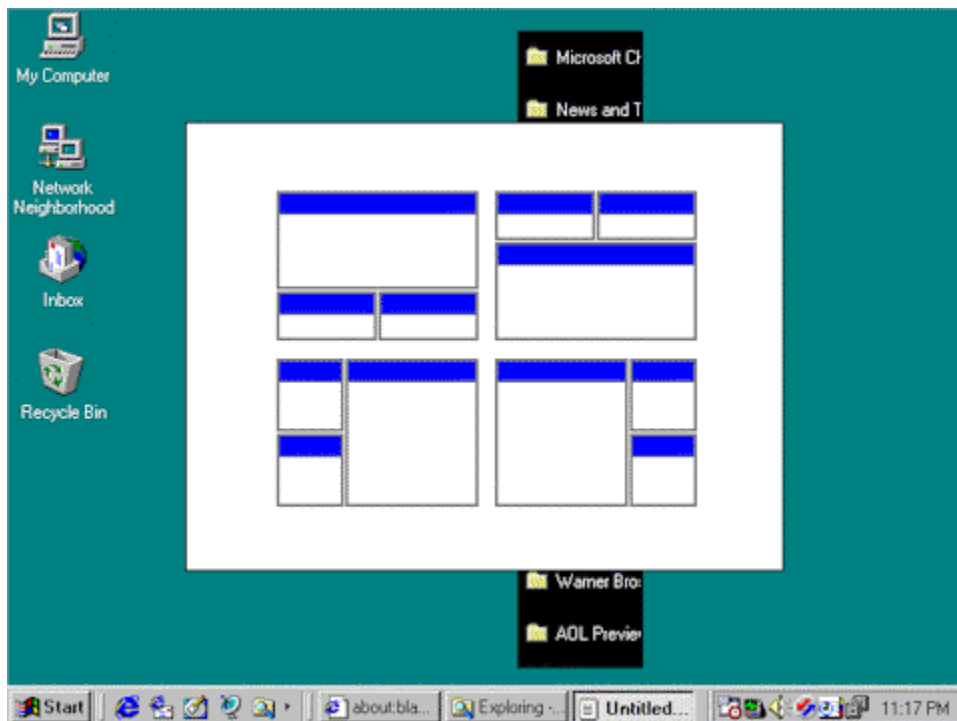 My Computer
Microsoft Ch
News and T
Network
Neighborhood
Inbox
Recycle Bin
Warner Bro
AOL Previe
Start
about:bla...
Exploring -...
Untitled...
11:17 PM